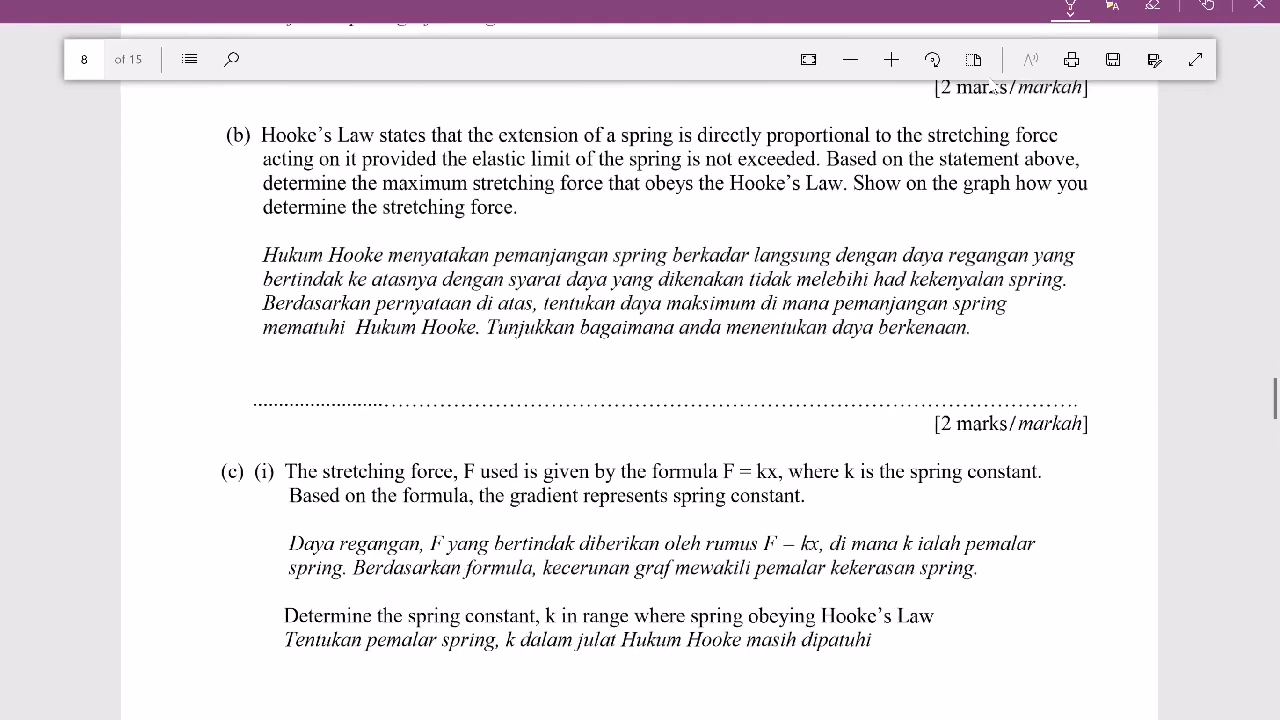 8 of 15
[2 marks/markah]
(b) Hooke's Law states that the extension of a spring is directly proportional to the stretching force
acting on it provided the elastic limit of the spring is not exceeded. Based on the statement above,
determine the maximum stretching force that obeys the Hooke's Law. Show on the graph how you
determine the stretching force.
Hukum Hooke menyatakan pemanjangan spring berkadar langsung dengan daya regangan yang
bertindak ke atasnya dengan syarat daya yang dikenakan tidak melebihi had kekenyalan spring.
Berdasarkan pernyataan di atas, tentukan daya maksimum di mana pemanjangan spring
mematuhi Hukum Hooke. Tunjukkan bagaimana anda menentukan daya berkenaan.
[2 marks/markah]
(c) (i) The stretching force, F used is given by the formula F = kx, where k is the spring constant.
Based on the formula, the gradient represents spring constant.
Daya regangan, F yang bertindak diberikan oleh rumus F – kx, di mana k ialah pemalar
spring. Berdasarkan formula, kecerunan graf mewakili pemalar kekerasan spring.
Determine the spring constant, k in range where spring obeying Hooke's Law
Tentukan pemalar spring, k dalam julat Hukum Hooke masih dipatuhi